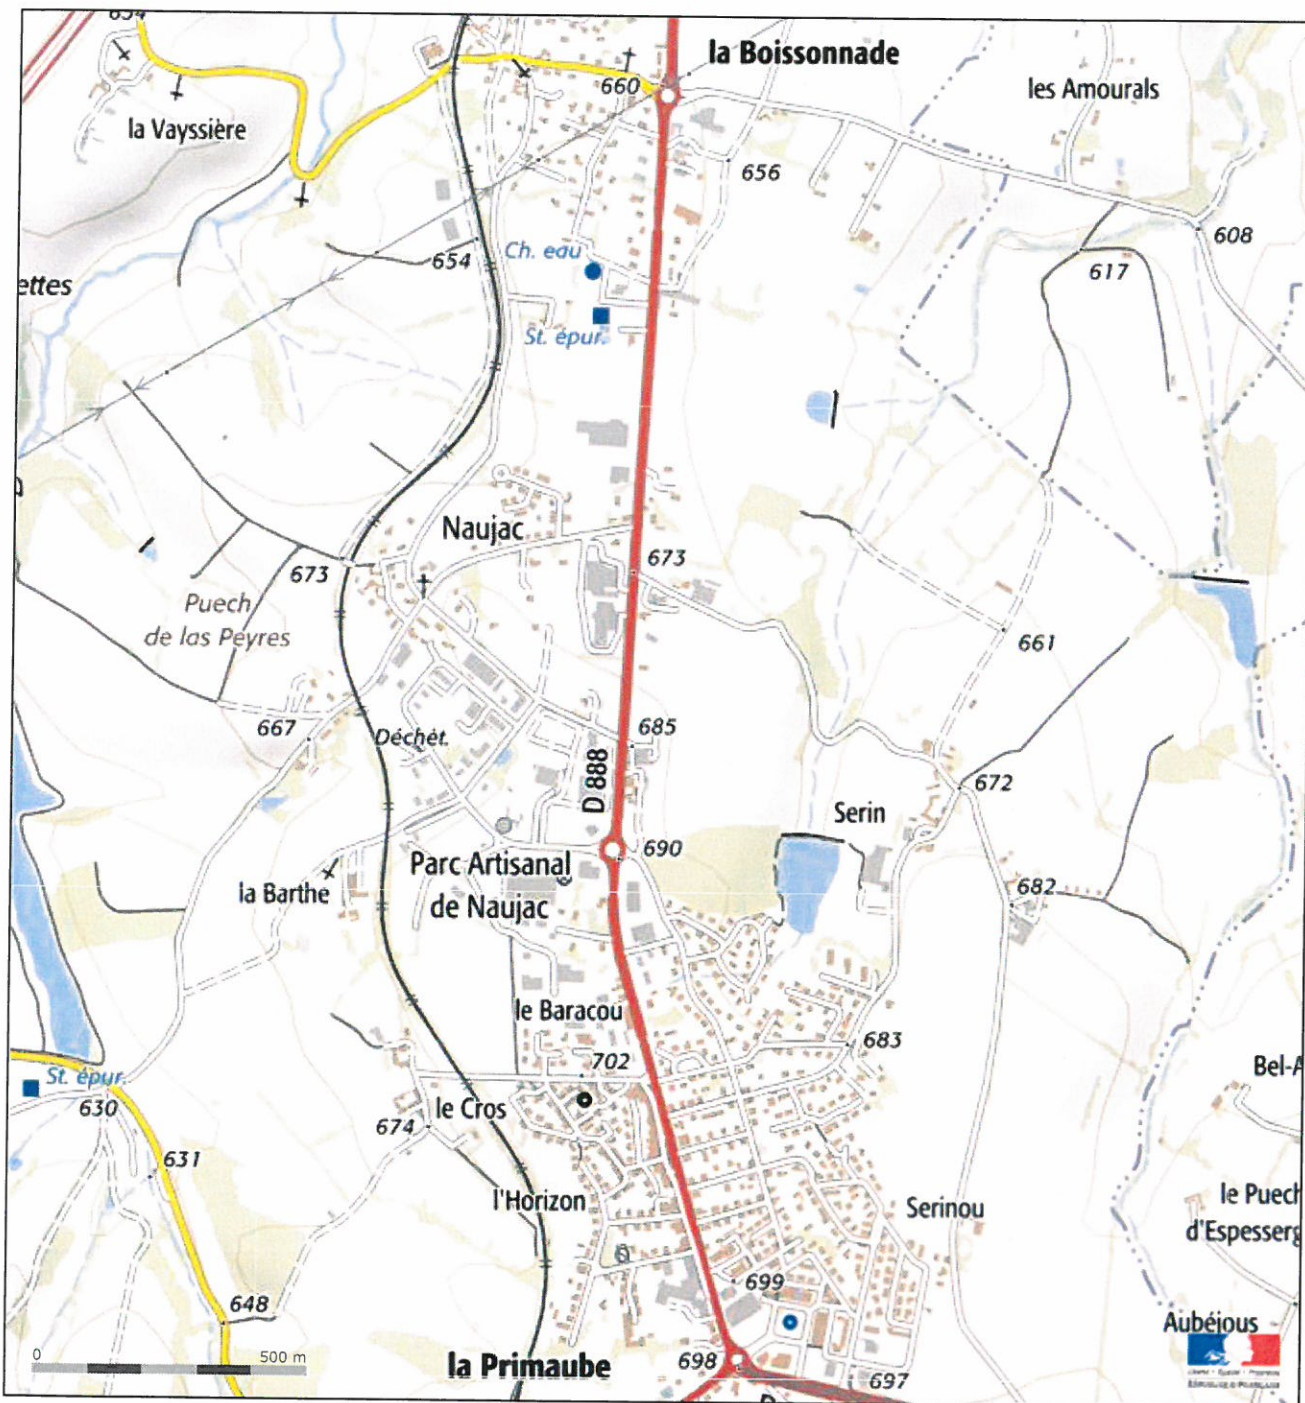 654
la Boissonnade
660
les Amourals
la Vayssière
656
608
654
Ch. eau
617
ettes
St. épur.
Naujac
673
673
Puech
de las Peyres
661
667
Déchèt.
685
D 888
672
Serin
690
Parc Artisanal
de Naujac
la Barthe
682
le Baracou
683
702
Bel-A
St. épur.
630
le Cros
674
631
l'Horizon
le Puech
d'Esperserg
Serinou
699
648
Aubéjous
0
500 m
la Primaube
698
697